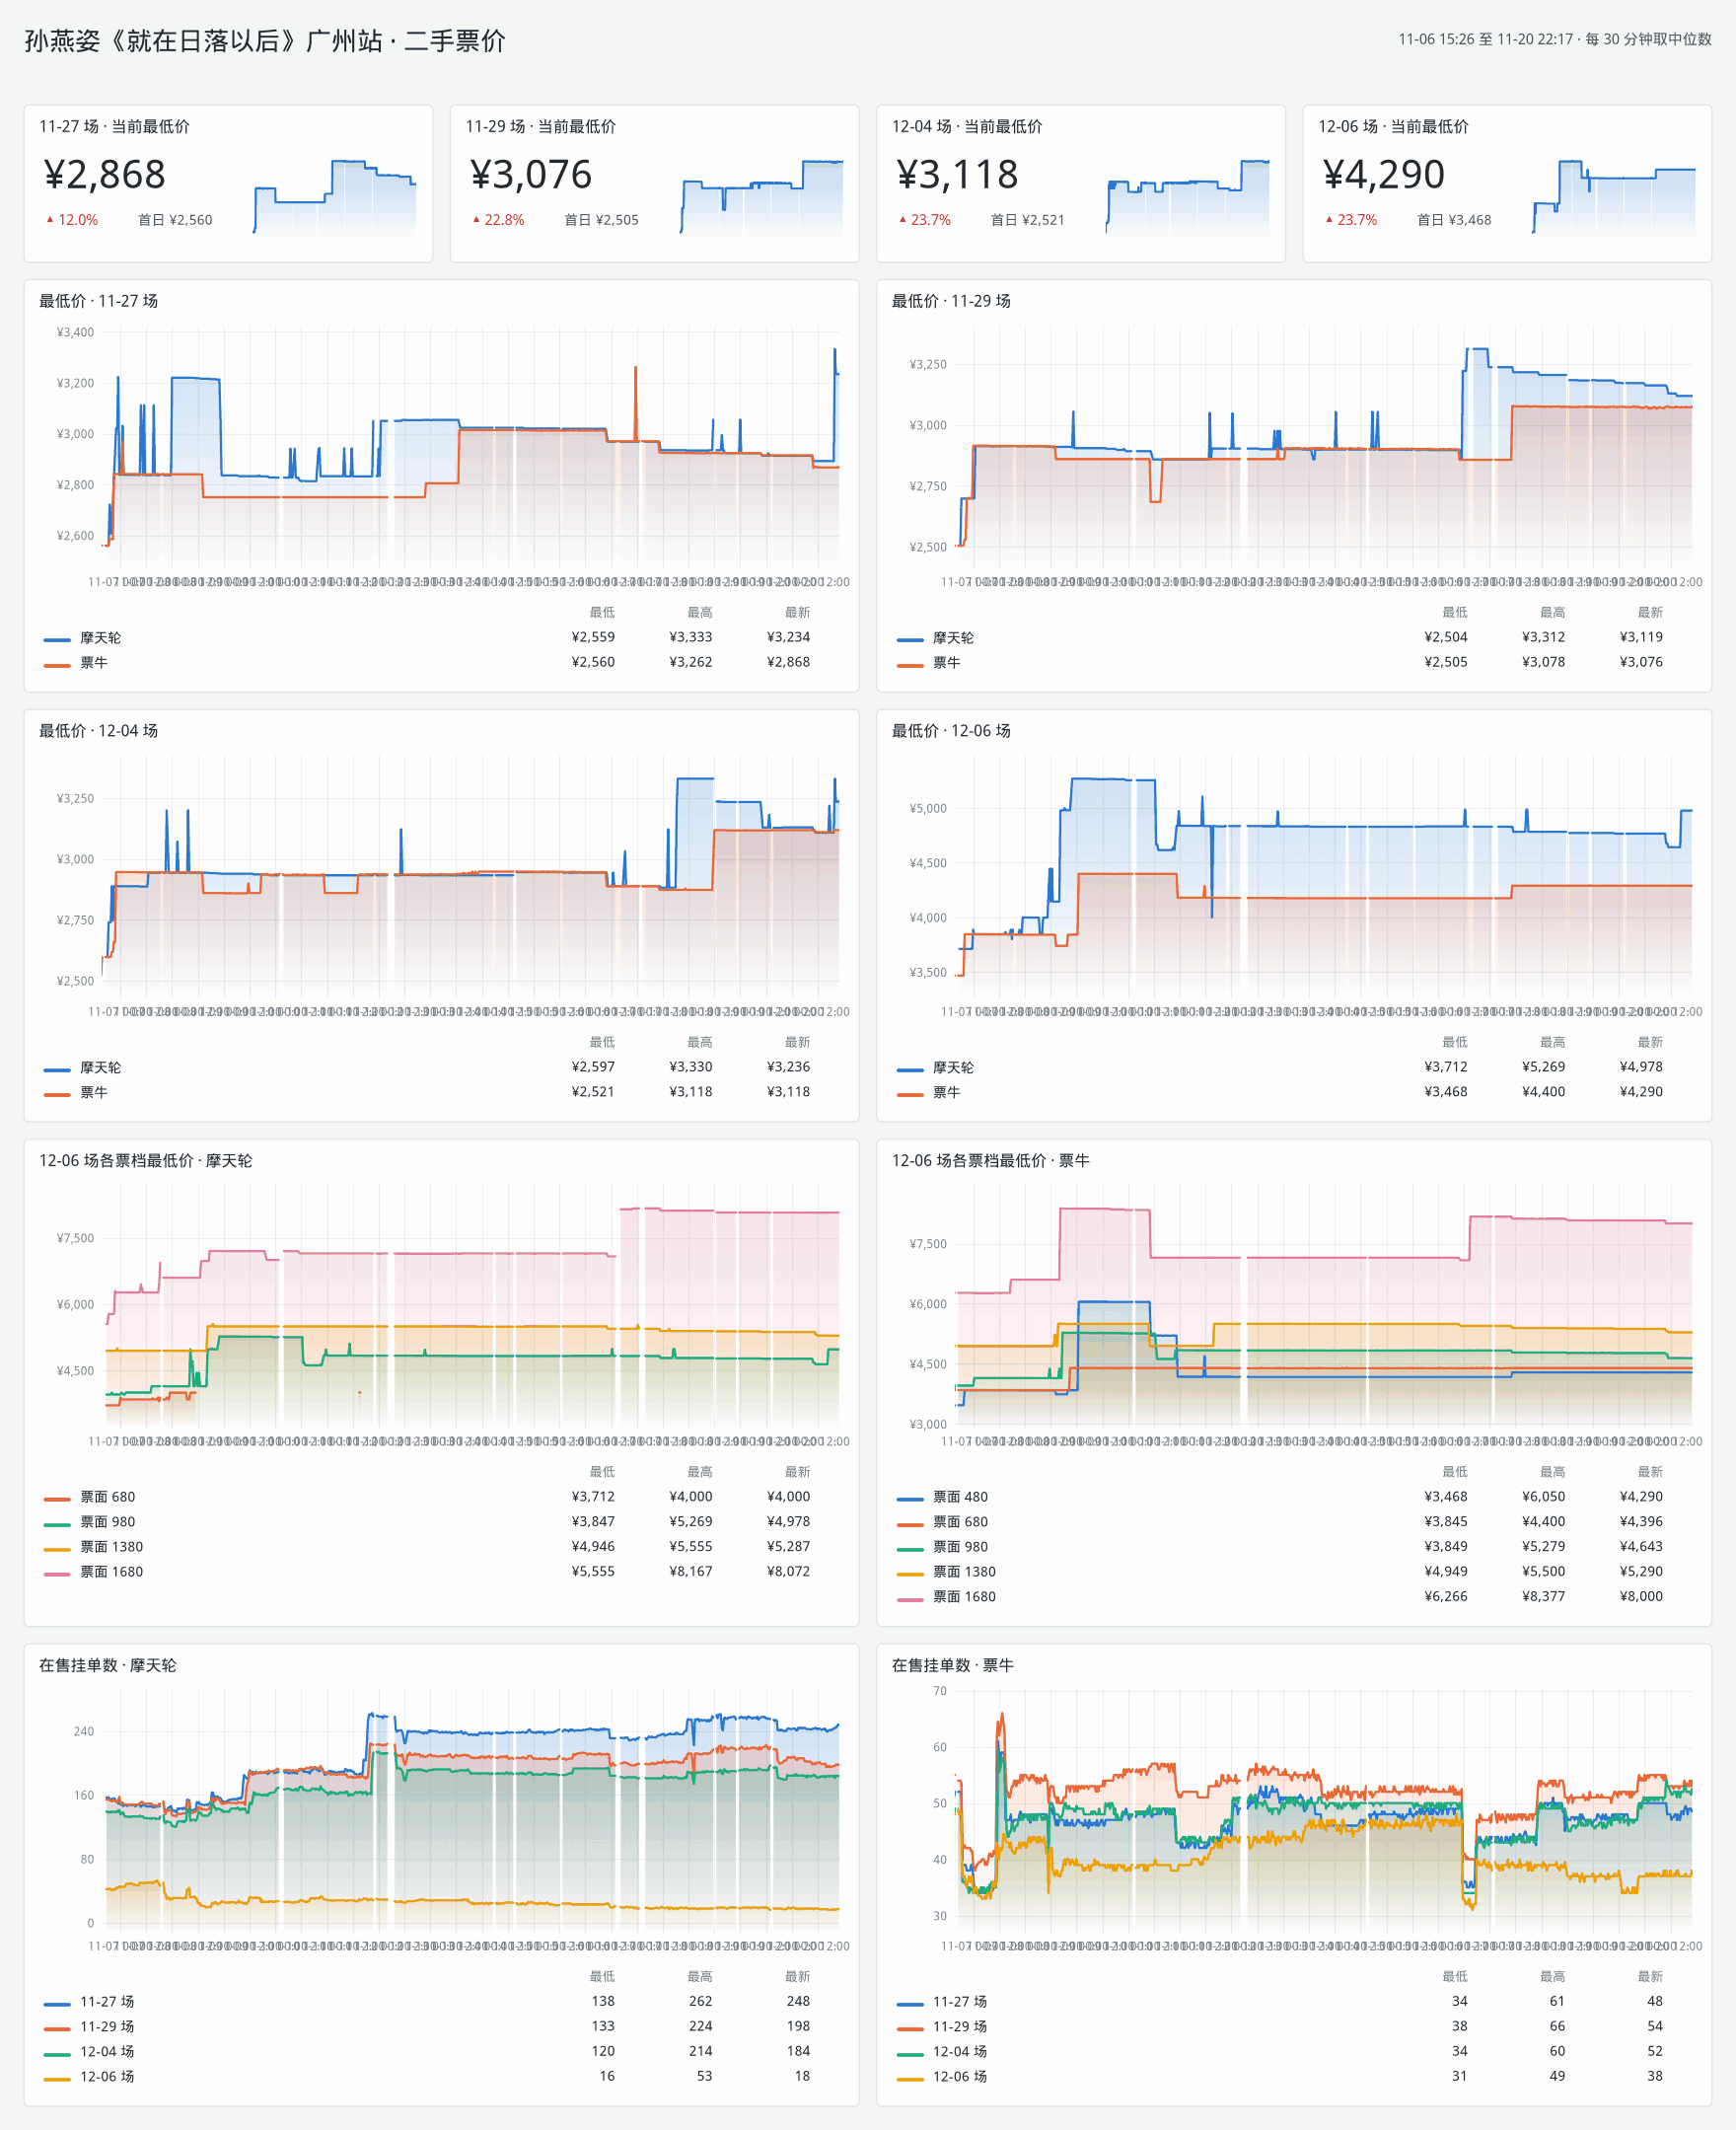 孙燕姿《就在日落以后》广州站 · 二手票价
11-06 15:26 至 11-20 22:17 · 每 30 分钟取中位数
11-27 场 · 当前最低价
¥2,868
▲ 12.0% 首日 ¥2,560
11-29 场 · 当前最低价
¥3,076
▲ 22.8% 首日 ¥2,505
12-04 场 · 当前最低价
¥3,118
▲ 23.7% 首日 ¥2,521
12-06 场 · 当前最低价
¥4,290
▲ 23.7% 首日 ¥3,468
最低价 · 11-27 场
¥3,400
¥3,200
¥3,000
¥2,800
¥2,600
最低 最高 最新
摩天轮 ¥2,559 ¥3,333 ¥3,234
票牛 ¥2,560 ¥3,262 ¥2,868
最低价 · 11-29 场
¥3,250
¥3,000
¥2,750
¥2,500
最低 最高 最新
摩天轮 ¥2,504 ¥3,312 ¥3,119
票牛 ¥2,505 ¥3,078 ¥3,076
最低价 · 12-04 场
¥3,250
¥3,000
¥2,750
¥2,500
最低 最高 最新
摩天轮 ¥2,597 ¥3,330 ¥3,236
票牛 ¥2,521 ¥3,118 ¥3,118
最低价 · 12-06 场
¥5,000
¥4,500
¥4,000
¥3,500
最低 最高 最新
摩天轮 ¥3,712 ¥5,269 ¥4,978
票牛 ¥3,468 ¥4,400 ¥4,290
12-06 场各票档最低价 · 摩天轮
¥7,500
¥6,000
¥4,500
最低 最高 最新
票面 680 ¥3,712 ¥4,000 ¥4,000
票面 980 ¥3,847 ¥5,269 ¥4,978
票面 1380 ¥4,946 ¥5,555 ¥5,287
票面 1680 ¥5,555 ¥8,167 ¥8,072
12-06 场各票档最低价 · 票牛
¥7,500
¥6,000
¥4,500
¥3,000
最低 最高 最新
票面 480 ¥3,468 ¥6,050 ¥4,290
票面 680 ¥3,845 ¥4,400 ¥4,396
票面 980 ¥3,849 ¥5,279 ¥4,643
票面 1380 ¥4,949 ¥5,500 ¥5,290
票面 1680 ¥6,266 ¥8,377 ¥8,000
在售挂单数 · 摩天轮
240
160
80
0
最低 最高 最新
11-27 场 138 262 248
11-29 场 133 224 198
12-04 场 120 214 184
12-06 场 16 53 18
在售挂单数 · 票牛
70
60
50
40
30
最低 最高 最新
11-27 场 34 61 48
11-29 场 38 66 54
12-04 场 34 60 52
12-06 场 31 49 38